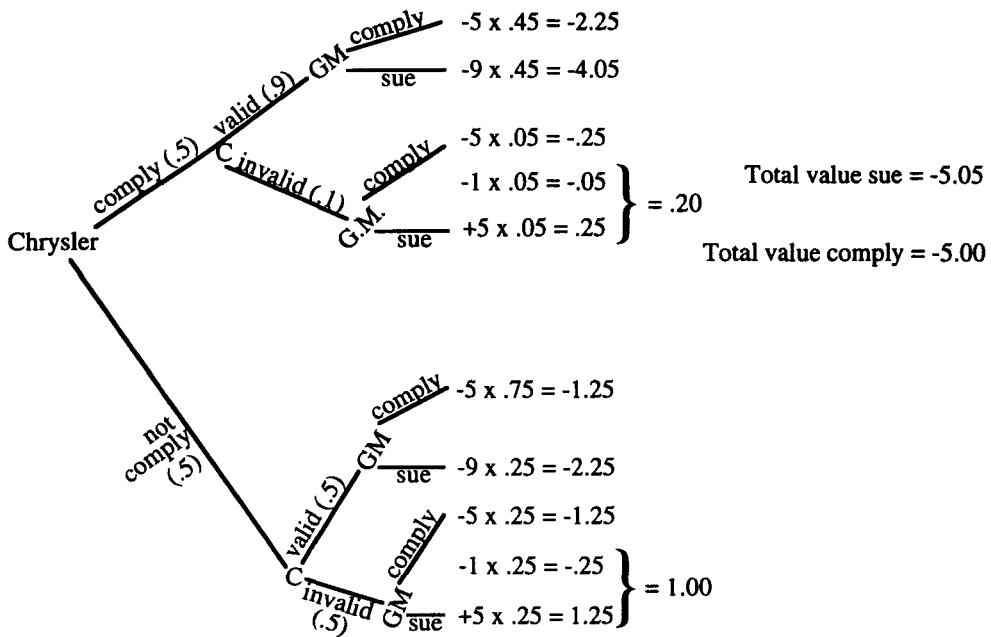 comply -5 x .45 = -2.25
GM
sue -9 x .45 = -4.05
valid (.9)
comply (.5)
C
invalid (.1)
comply -5 x .05 = -.25
-1 x .05 = -.05
G.M.
sue +5 x .05 = .25
} = .20
Total value sue = -5.05
Total value comply = -5.00
Chrysler
not
comply
(.5)
comply -5 x .75 = -1.25
GM
sue -9 x .25 = -2.25
valid (.5)
C
invalid
(.5)
comply -5 x .25 = -1.25
-1 x .25 = -.25
GM
sue +5 x .25 = 1.25
} = 1.00